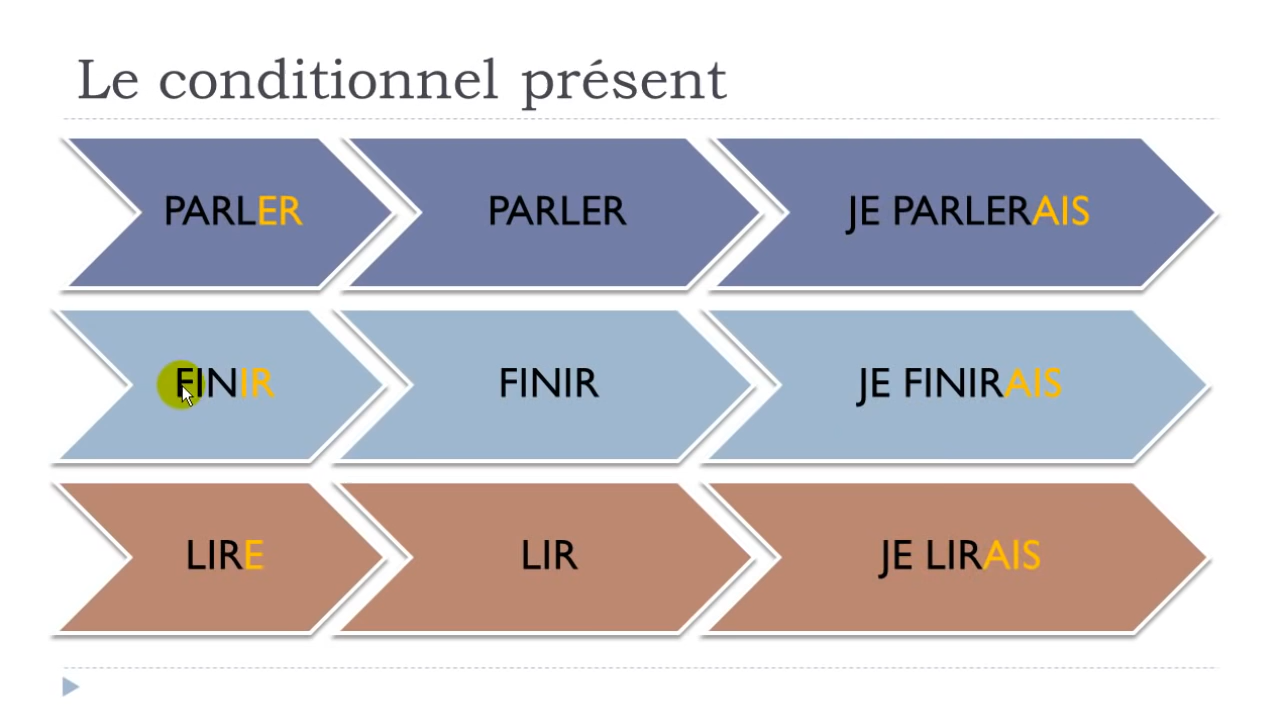 Le conditionnel présent
PARLER PARLER JE PARLERAIS
FINIR FINIR JE FINIRAIS
LIRE LIR JE LIRAIS